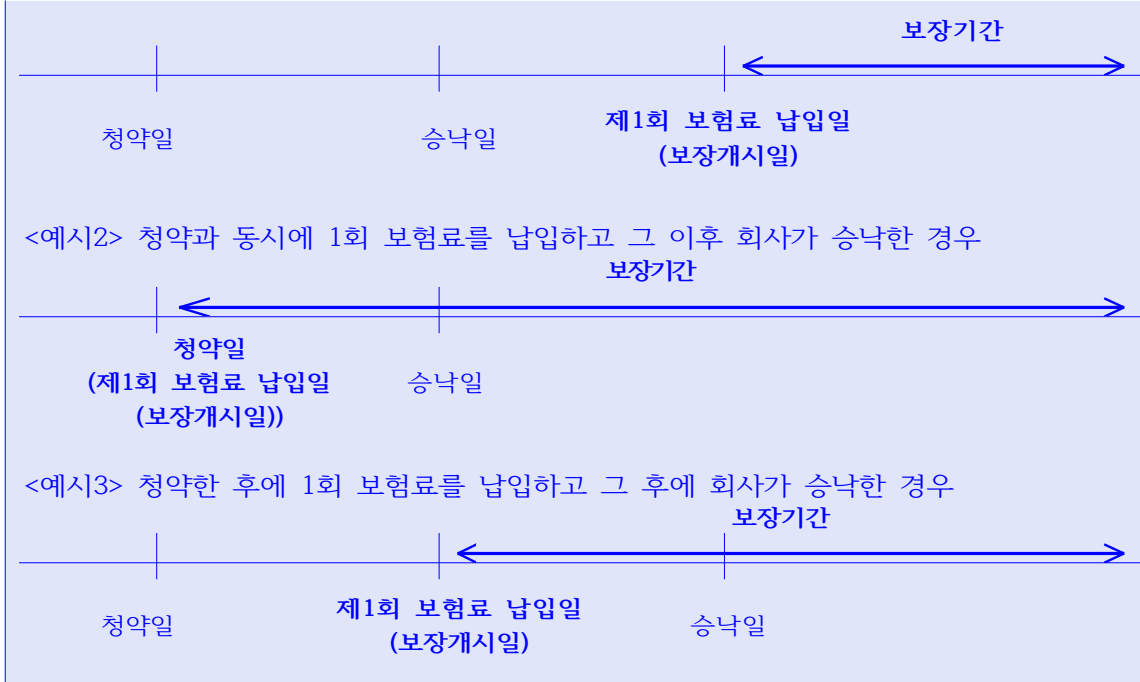 보장기간
청약일 승낙일 제1회 보험료 납입일
(보장개시일)
<예시2> 청약과 동시에 1회 보험료를 납입하고 그 이후 회사가 승낙한 경우
보장기간
청약일
(제1회 보험료 납입일 승낙일
(보장개시일))
<예시3> 청약한 후에 1회 보험료를 납입하고 그 후에 회사가 승낙한 경우
보장기간
청약일 제1회 보험료 납입일 승낙일
(보장개시일)